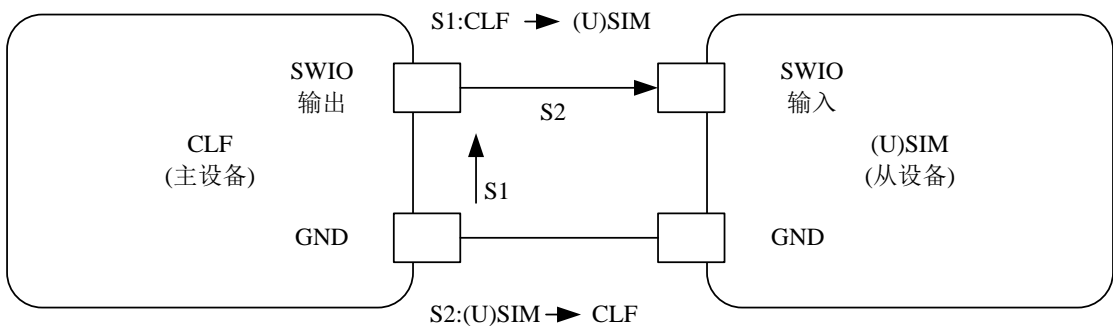 S1:CLF → (U)SIM
SWIO
输出
SWIO
输入
S2
CLF
(主设备)
(U)SIM
(从设备)
S1
GND
GND
S2:(U)SIM → CLF